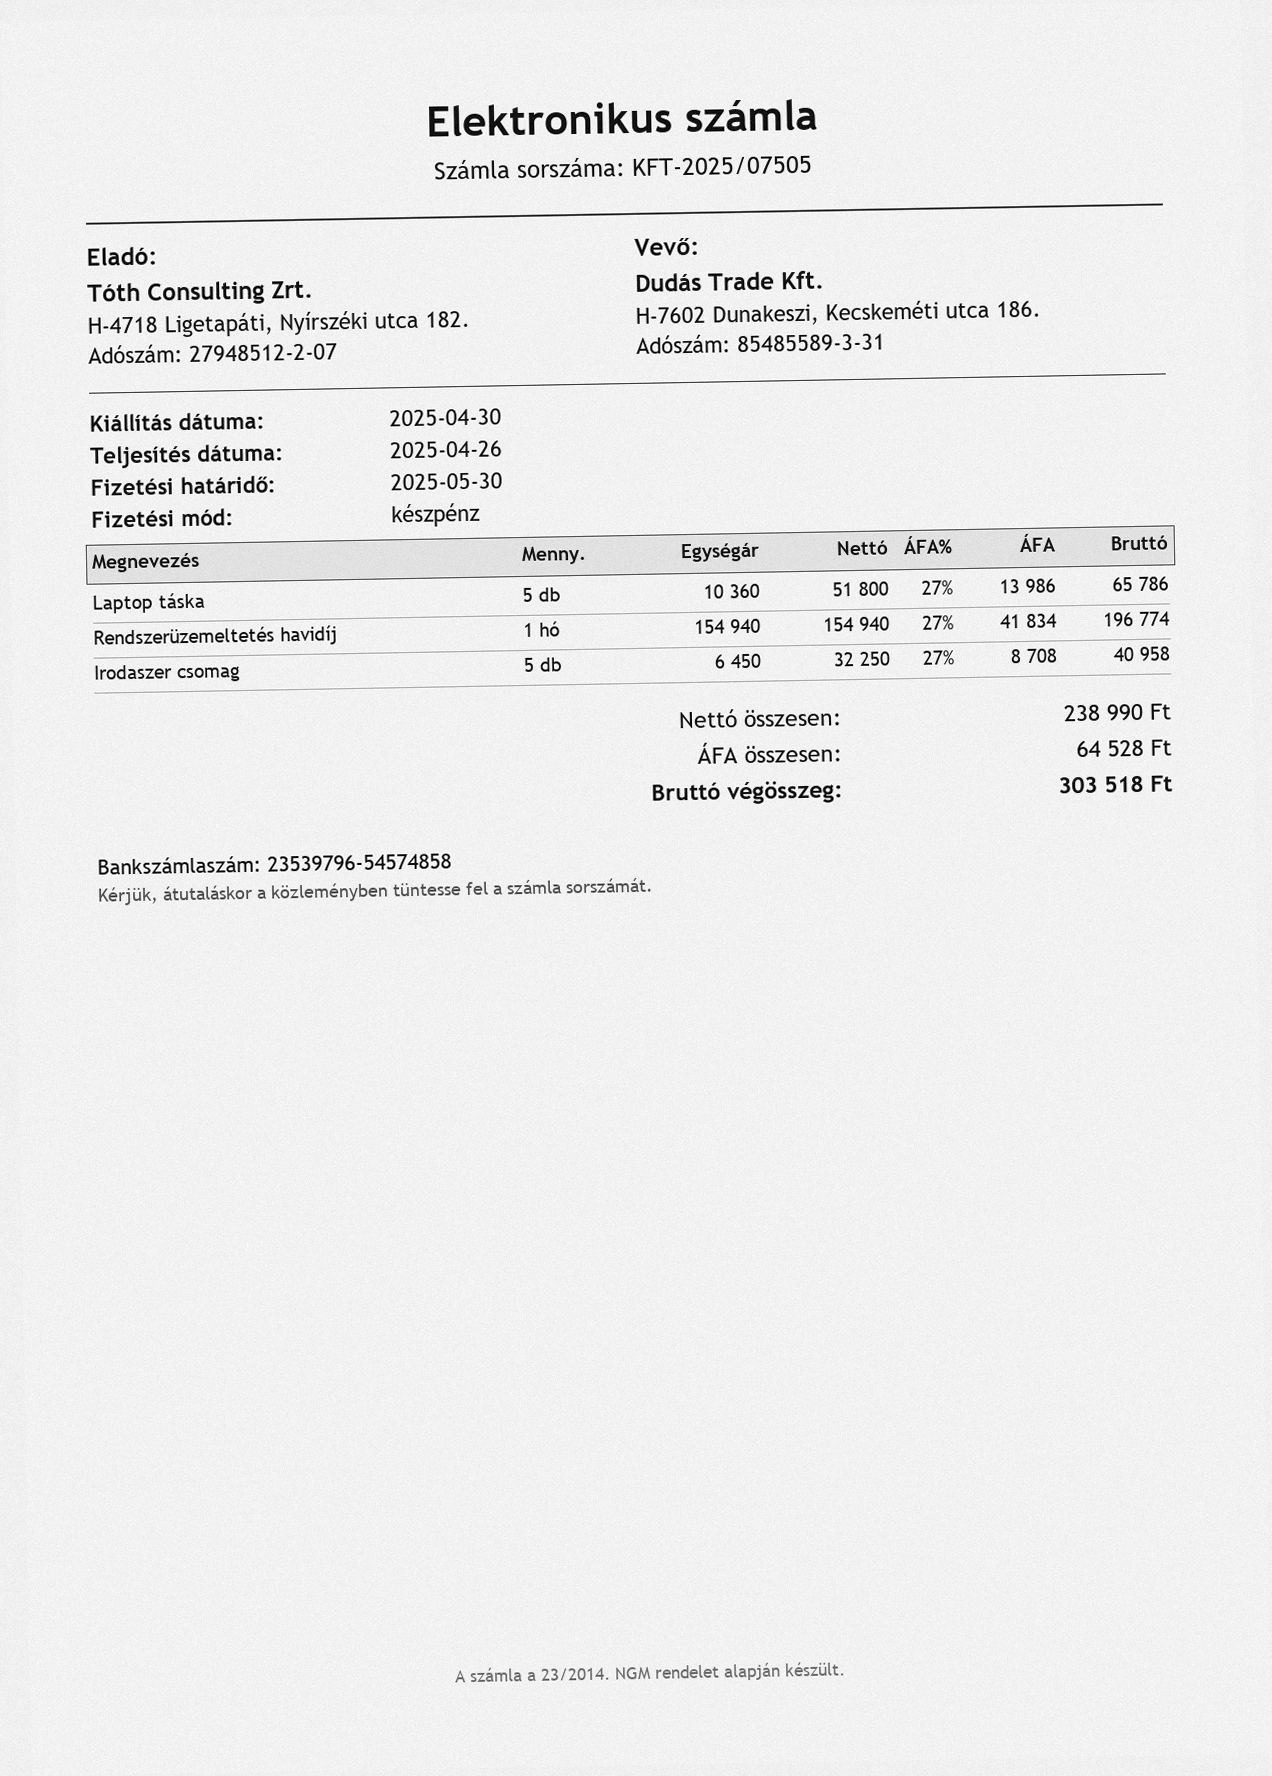 Elektronikus számla
Számla sorszáma: KFT-2025/07505
Eladó:
Tóth Consulting Zrt.
H-4718 Ligetapáti, Nyírszéki utca 182.
Adószám: 27948512-2-07
Vevő:
Dudás Trade Kft.
H-7602 Dunakeszi, Kecskeméti utca 186.
Adószám: 85485589-3-31
Kiállítás dátuma: 2025-04-30
Teljesítés dátuma: 2025-04-26
Fizetési határidő: 2025-05-30
Fizetési mód: készpénz
Megnevezés Menny. Egységár Nettó ÁFA% ÁFA Bruttó
Laptop táska 5 db 10 360 51 800 27% 13 986 65 786
Rendszerüzemeltetés havidíj 1 hó 154 940 154 940 27% 41 834 196 774
Irodaszer csomag 5 db 6 450 32 250 27% 8 708 40 958
Nettó összesen: 238 990 Ft
ÁFA összesen: 64 528 Ft
Bruttó végösszeg: 303 518 Ft
Bankszámlaszám: 23539796-54574858
Kérjük, átutaláskor a közleményben tüntesse fel a számla sorszámát.
A számla a 23/2014. NGM rendelet alapján készült.